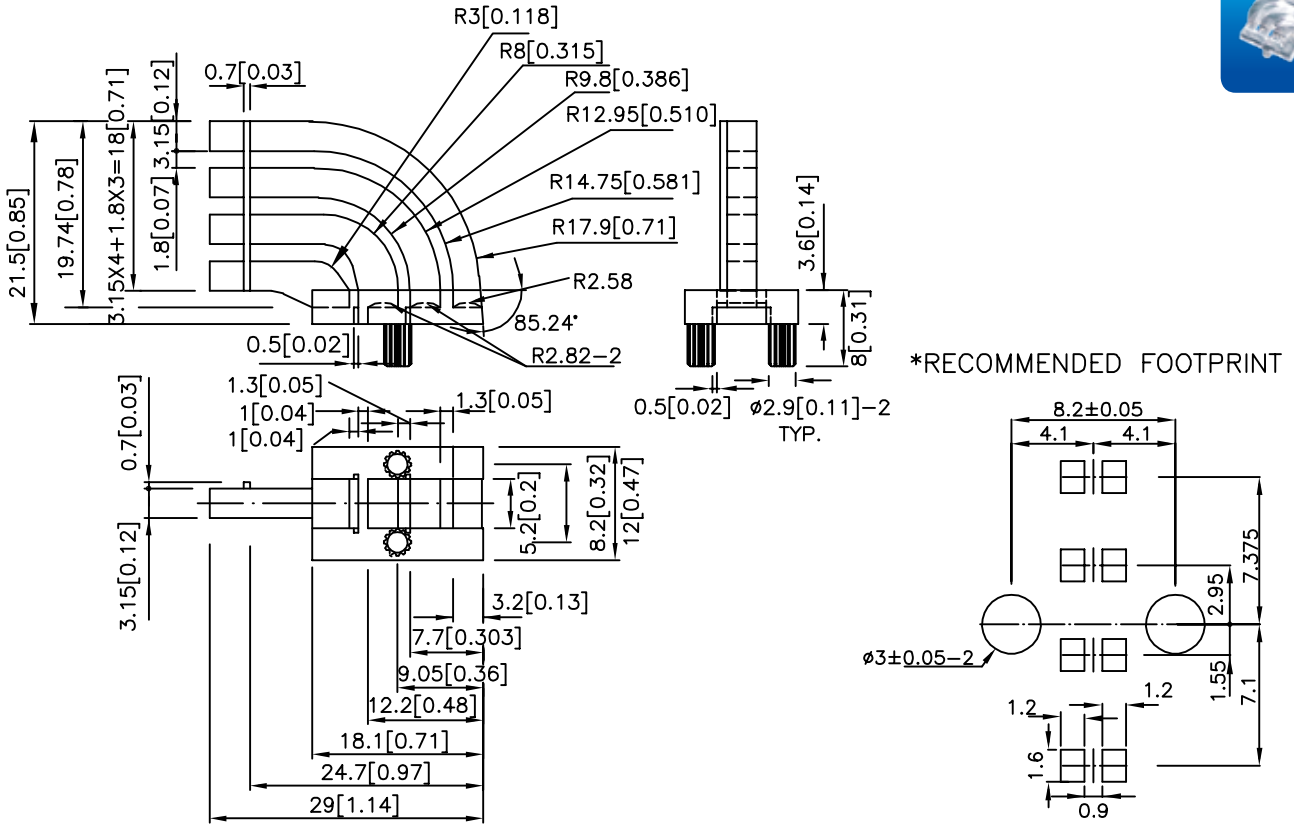 R3[0.118]
R8[0.315]
0.7[0.03]
R9.8[0.386]
R12.95[0.510]
R14.75[0.581]
R17.9[0.71]
R2.58
85.24°
R2.82-2
21.5[0.85]
19.74[0.78]
3.15X4+1.8X3=18[0.71]
3.15[0.12]
1.8[0.07]
0.5[0.02]
3.6[0.14]
8[0.31]
0.5[0.02]
ø2.9[0.11]-2
TYP.
1.3[0.05]
1[0.04]
1[0.04]
1.3[0.05]
0.7[0.03]
3.15[0.12]
5.2[0.2]
8.2[0.32]
12[0.47]
3.2[0.13]
7.7[0.303]
9.05[0.36]
12.2[0.48]
18.1[0.71]
24.7[0.97]
29[1.14]
*RECOMMENDED FOOTPRINT
8.2±0.05
4.1
4.1
7.375
2.95
ø3±0.05-2
1.55
7.1
1.2
1.2
1.6
0.9